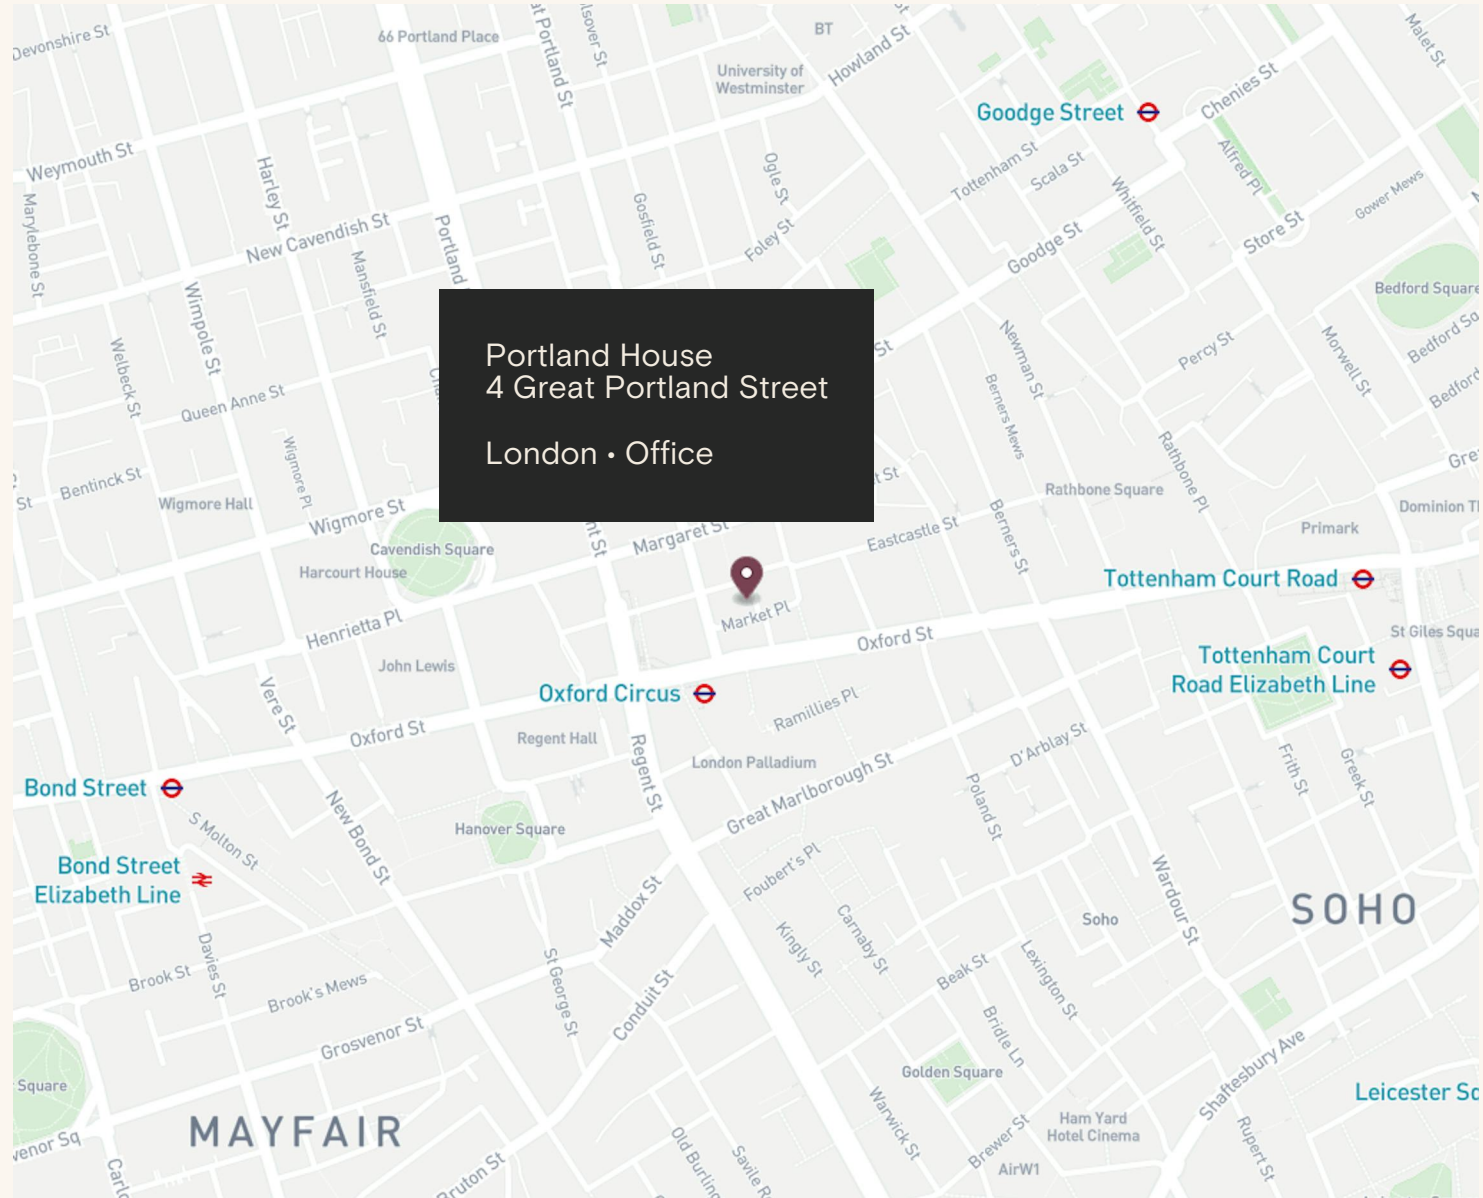 Devonshire St
66 Portland Place
BT
Howland St
Malet St
University of
Westminster
Goodge Street
Chenies St
Weymouth St
Harley St
Marylebone St
Ogle St
Tottenham St
Scala St
Alfred Pl
Whitfield St
Gower Mews
New Cavendish St
Portland
Gosfield St
Foley St
Goodge St
Store St
Mansfield St
Wimpole St
Bedford Square
Welbeck St
Newman St
Percy St
Morwell St
Bedford
St
Portland House
4 Great Portland Street
London • Office
Queen Anne St
Berners Mews
Rathbone Pl
Wigmore Pl
Bentinck St
St
Wigmore Hall
Wigmore St
Rathbone Square
Primark
Margaret St
Eastcastle St
Berners St
Cavendish Square
Harcourt House
Tottenham Court Road
Market Pl
Henrietta Pl
Oxford St
John Lewis
Tottenham Court
Road Elizabeth Line
Oxford Circus
Vere St
Ramillies Pl
Oxford St
Regent Hall
Regent St
London Palladium
D'Arblay St
Frith St
Greek St
Bond Street
New Bond St
Great Marlborough St
Poland St
S Molton St
Hanover Square
Bond Street
Elizabeth Line
Foubert's Pl
Maddox St
Wardour St
SOHO
Soho
Carnaby St
Kingly St
Davies St
St George St
Beak St
Lexington St
Brook St
Brook's Mews
Conduit St
Bridle Ln
Grosvenor St
Golden Square
Shaftesbury Ave
Square
Leicester
MAYFAIR
Warwick St
Brewer St
Ham Yard
Hotel Cinema
AirW1
Rupert St
Bruton St